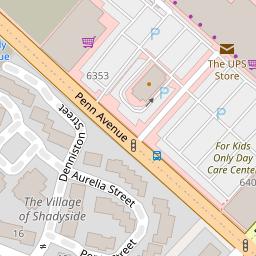 The UPS
Store
6353
Penn Avenue
Denniston Street
For Kids
Only Day
Care Center
Aurelia Street
The Village
of Shadyside
16
16